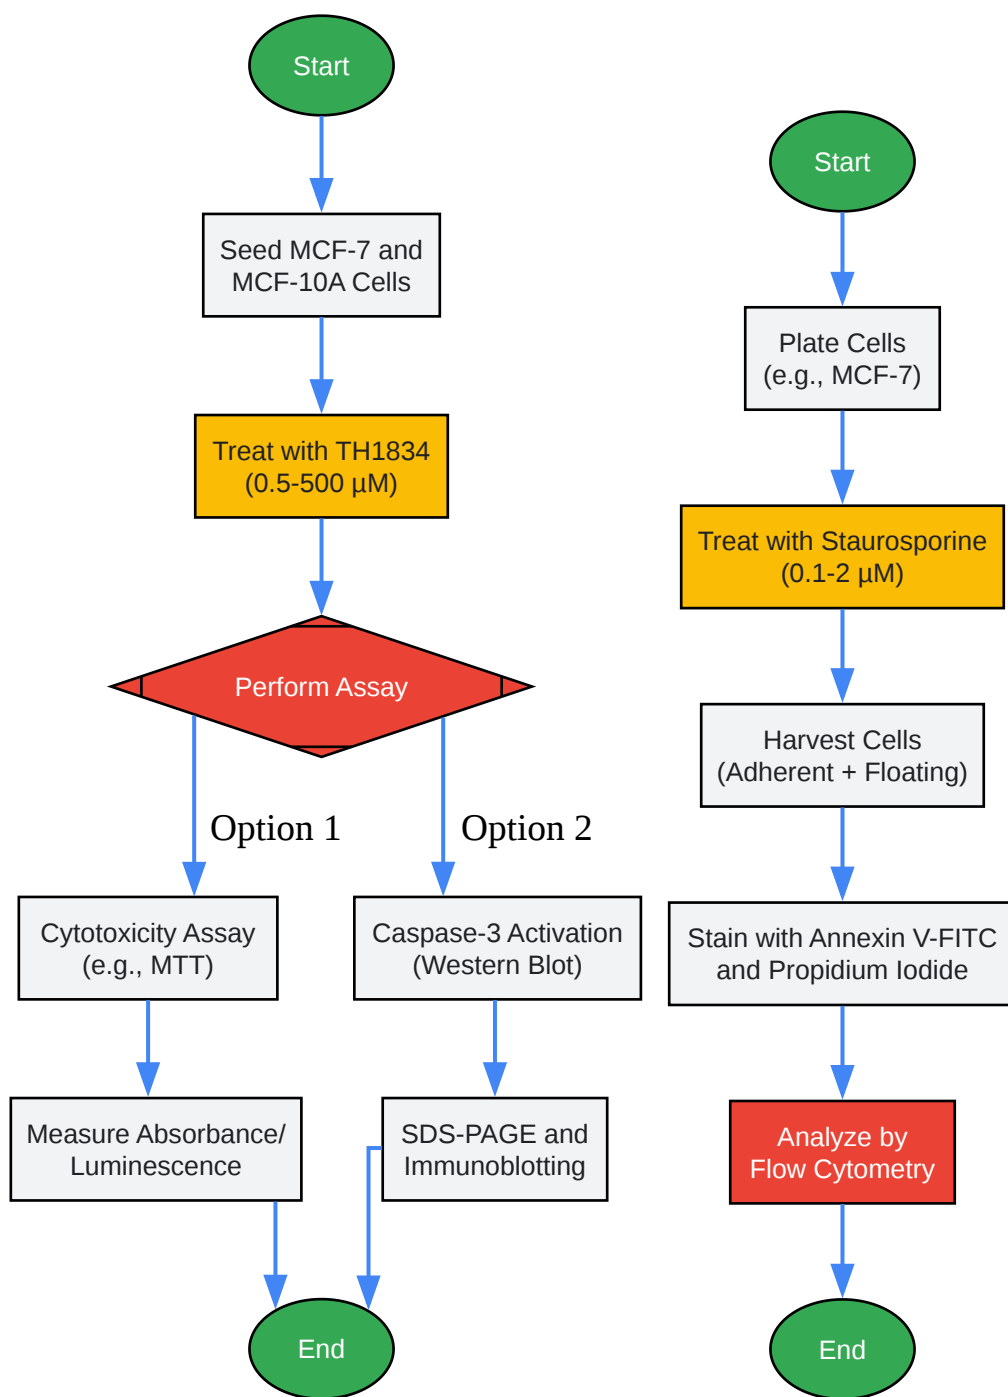 Start
Seed MCF-7 and
MCF-10A Cells
Treat with TH1834
(0.5-500 µM)
Perform Assay
Option 1
Option 2
Cytotoxicity Assay
(e.g., MTT)
Caspase-3 Activation
(Western Blot)
Measure Absorbance/
Luminescence
SDS-PAGE and
Immunoblotting
End
Start
Plate Cells
(e.g., MCF-7)
Treat with Staurosporine
(0.1-2 µM)
Harvest Cells
(Adherent + Floating)
Stain with Annexin V-FITC
and Propidium Iodide
Analyze by
Flow Cytometry
End